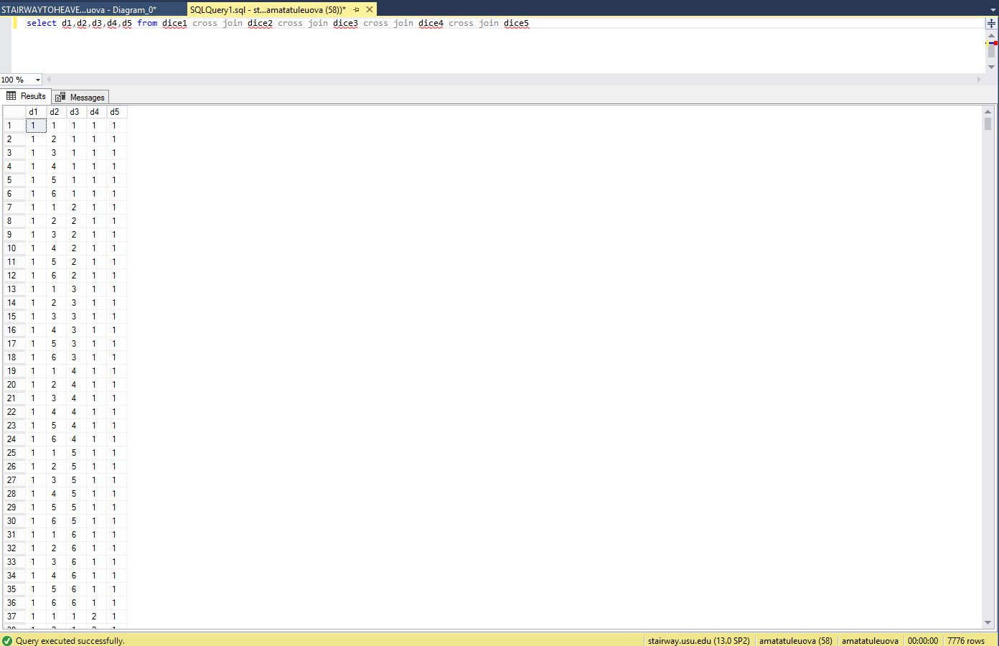 STAIRWAYTOHEAVE...uova - Diagram_0* SQLQuery1.sql - st...amatatuleuova (58))*
select d1,d2,d3,d4,d5 from dice1 cross join dice2 cross join dice3 cross join dice4 cross join dice5
100 %
Results Messages
d1 d2 d3 d4 d5
1 1 1 1 1 1
2 1 2 1 1 1
3 1 3 1 1 1
4 1 4 1 1 1
5 1 5 1 1 1
6 1 6 1 1 1
7 1 1 2 1 1
8 1 2 2 1 1
9 1 3 2 1 1
10 1 4 2 1 1
11 1 5 2 1 1
12 1 6 2 1 1
13 1 1 3 1 1
14 1 2 3 1 1
15 1 3 3 1 1
16 1 4 3 1 1
17 1 5 3 1 1
18 1 6 3 1 1
19 1 1 4 1 1
20 1 2 4 1 1
21 1 3 4 1 1
22 1 4 4 1 1
23 1 5 4 1 1
24 1 6 4 1 1
25 1 1 5 1 1
26 1 2 5 1 1
27 1 3 5 1 1
28 1 4 5 1 1
29 1 5 5 1 1
30 1 6 5 1 1
31 1 1 6 1 1
32 1 2 6 1 1
33 1 3 6 1 1
34 1 4 6 1 1
35 1 5 6 1 1
36 1 6 6 1 1
37 1 1 1 2 1
Query executed successfully. stairway.usu.edu (13.0 SP2) amatatuleuova (58) amatatuleuova 00:00:00 7776 rows